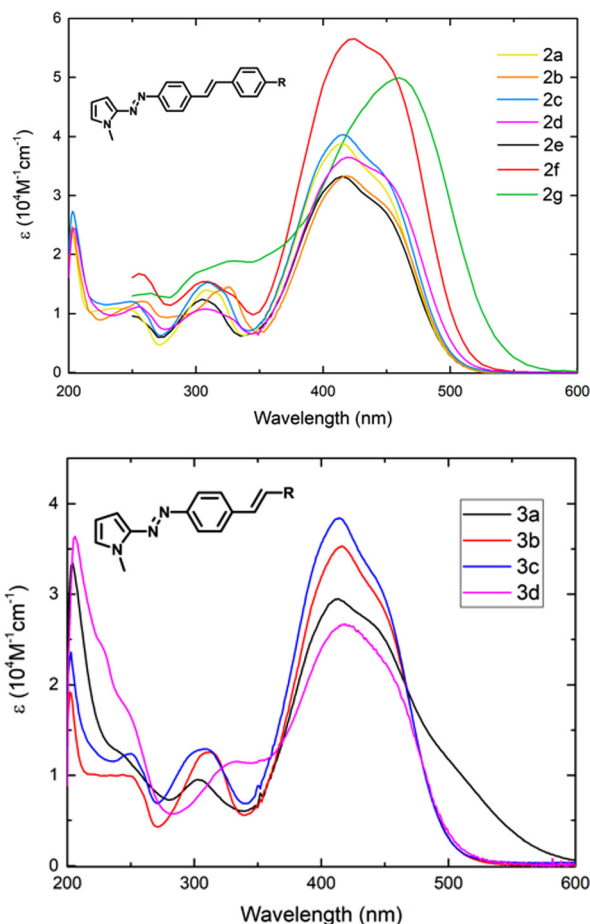 6
5
4
3
2
1
0
ε (10⁴M⁻¹cm⁻¹)
N
N
N
R
2a
2b
2c
2d
2e
2f
2g
200
300
400
500
600
Wavelength (nm)
4
3
2
1
0
ε (10⁴M⁻¹cm⁻¹)
N
N
N
R
3a
3b
3c
3d
200
300
400
500
600
Wavelength (nm)